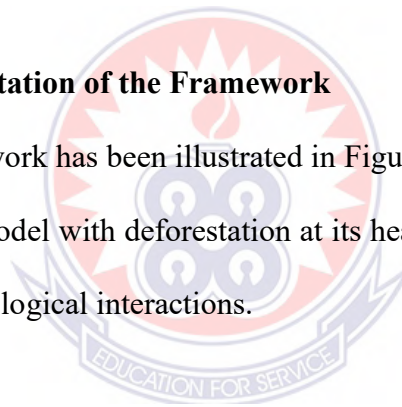 tation of the Framework
work has been illustrated in Figu
odel with deforestation at its hea
logical interactions.
EDUCATION FOR SERVICE